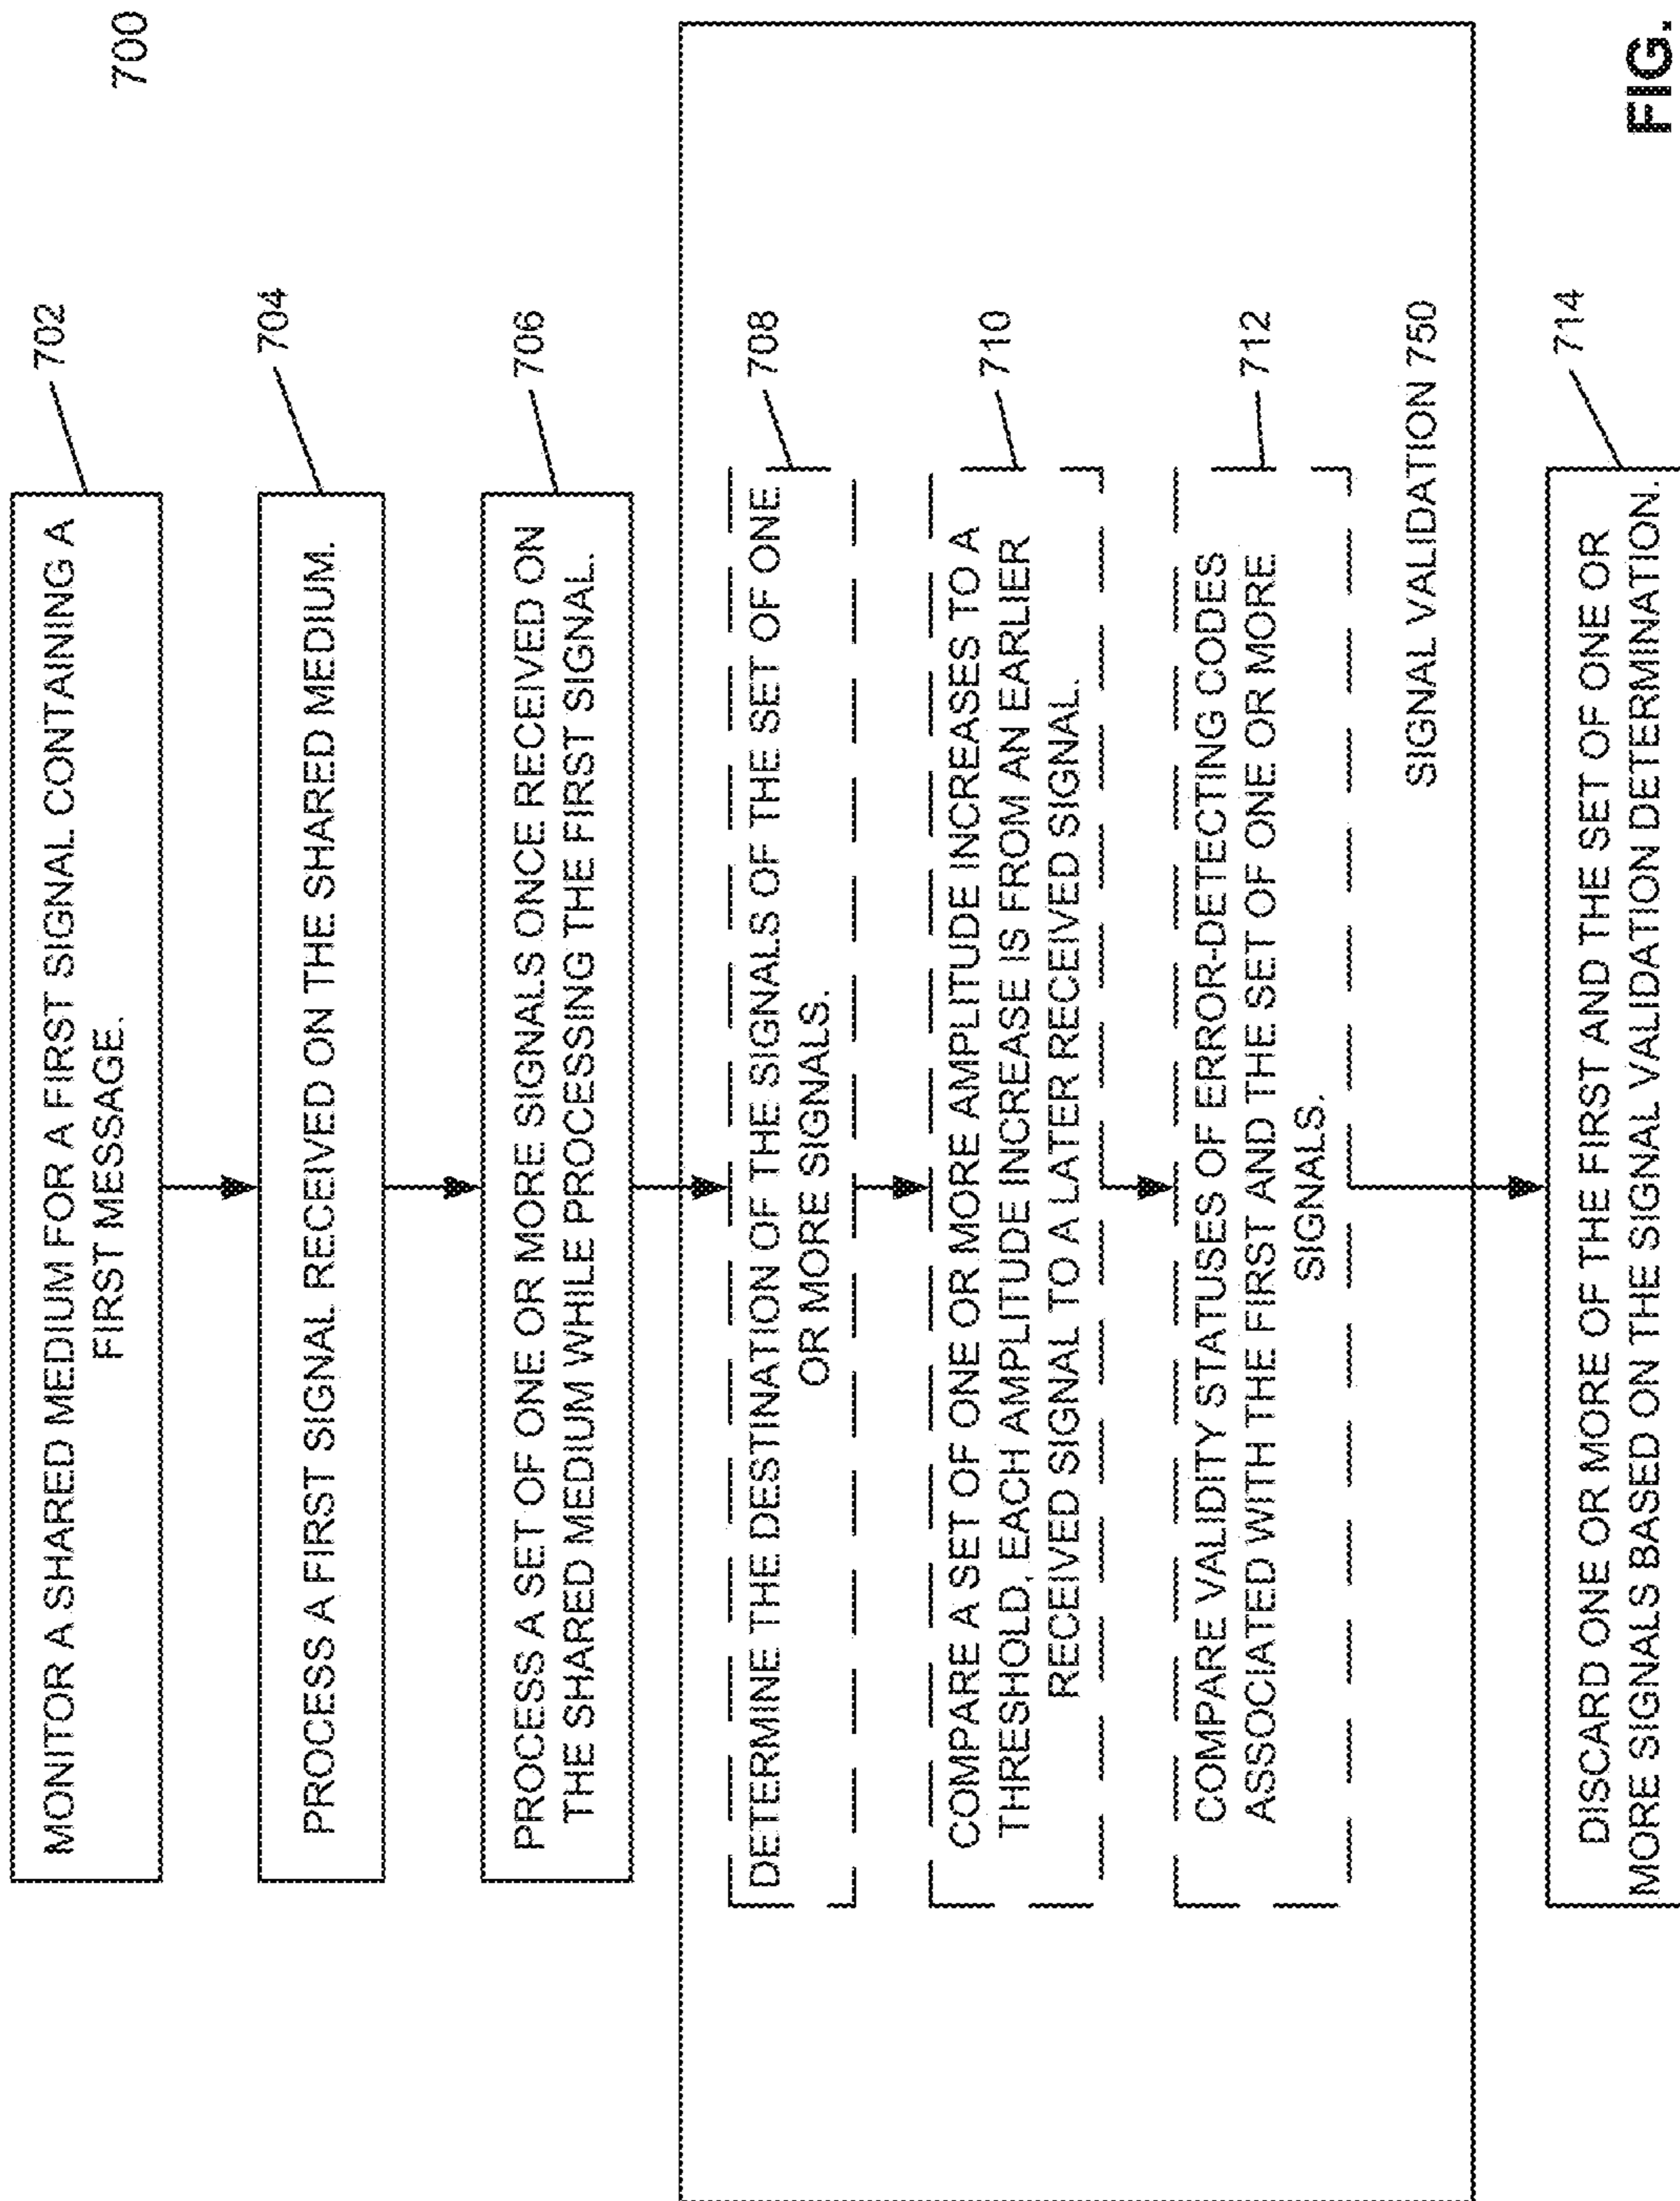 700
MONITOR A SHARED MEDIUM FOR A FIRST SIGNAL CONTAINING A
FIRST MESSAGE.
702
PROCESS A FIRST SIGNAL RECEIVED ON THE SHARED MEDIUM.
704
PROCESS A SET OF ONE OR MORE SIGNALS ONCE RECEIVED ON
THE SHARED MEDIUM WHILE PROCESSING THE FIRST SIGNAL.
706
DETERMINE THE DESTINATION OF THE SIGNALS OF THE SET OF ONE
OR MORE SIGNALS.
708
COMPARE A SET OF ONE OR MORE AMPLITUDE INCREASES TO A
THRESHOLD, EACH AMPLITUDE INCREASE IS FROM AN EARLIER
RECEIVED SIGNAL TO A LATER RECEIVED SIGNAL.
710
COMPARE VALIDITY STATUSES OF ERROR-DETECTING CODES
ASSOCIATED WITH THE FIRST AND THE SET OF ONE OR MORE
SIGNALS.
712
SIGNAL VALIDATION 750
DISCARD ONE OR MORE OF THE FIRST AND THE SET OF ONE OR
MORE SIGNALS BASED ON THE SIGNAL VALIDATION DETERMINATION.
714
FIG.